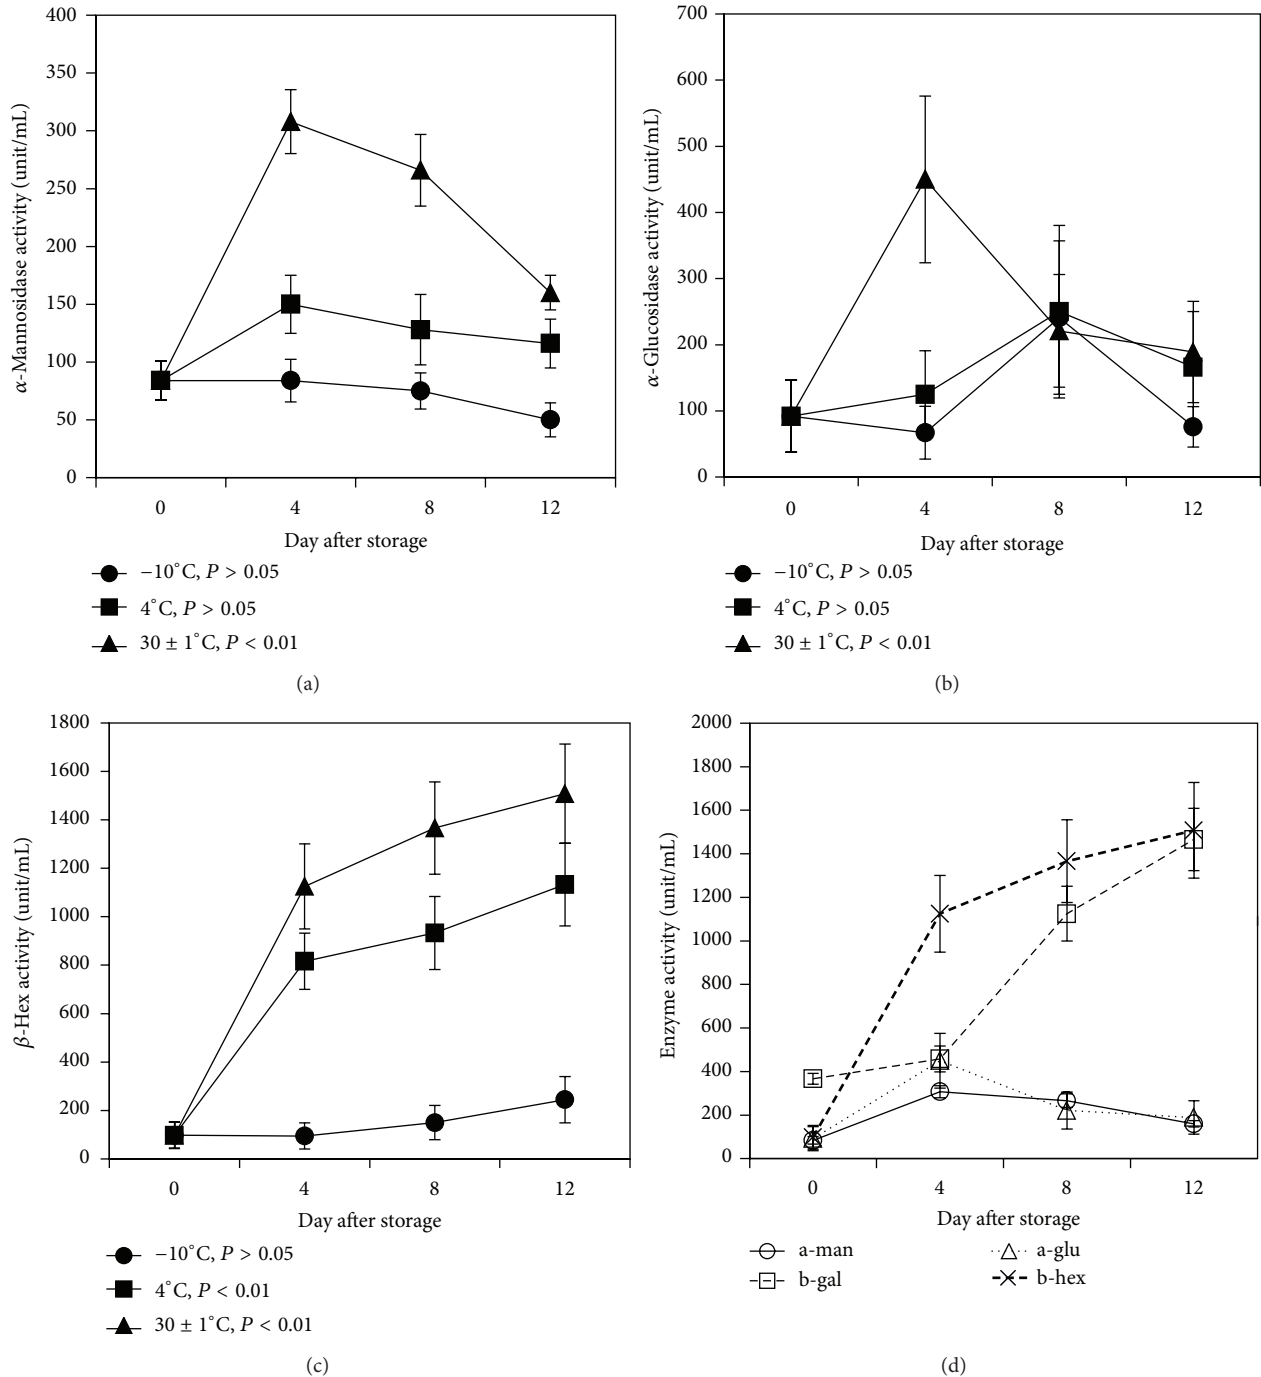 400
350
300
250
200
150
100
50
0
α-Mannosidase activity (unit/mL)
0 4 8 12
Day after storage
−10°C, P > 0.05
4°C, P > 0.05
30 ± 1°C, P < 0.01
(a)
700
600
500
400
300
200
100
0
α-Glucosidase activity (unit/mL)
0 4 8 12
Day after storage
−10°C, P > 0.05
4°C, P > 0.05
30 ± 1°C, P < 0.01
(b)
1800
1600
1400
1200
1000
800
600
400
200
0
β-Hex activity (unit/mL)
0 4 8 12
Day after storage
−10°C, P > 0.05
4°C, P < 0.01
30 ± 1°C, P < 0.01
(c)
2000
1800
1600
1400
1200
1000
800
600
400
200
0
Enzyme activity (unit/mL)
0 4 8 12
Day after storage
a-man a-glu
b-gal b-hex
(d)